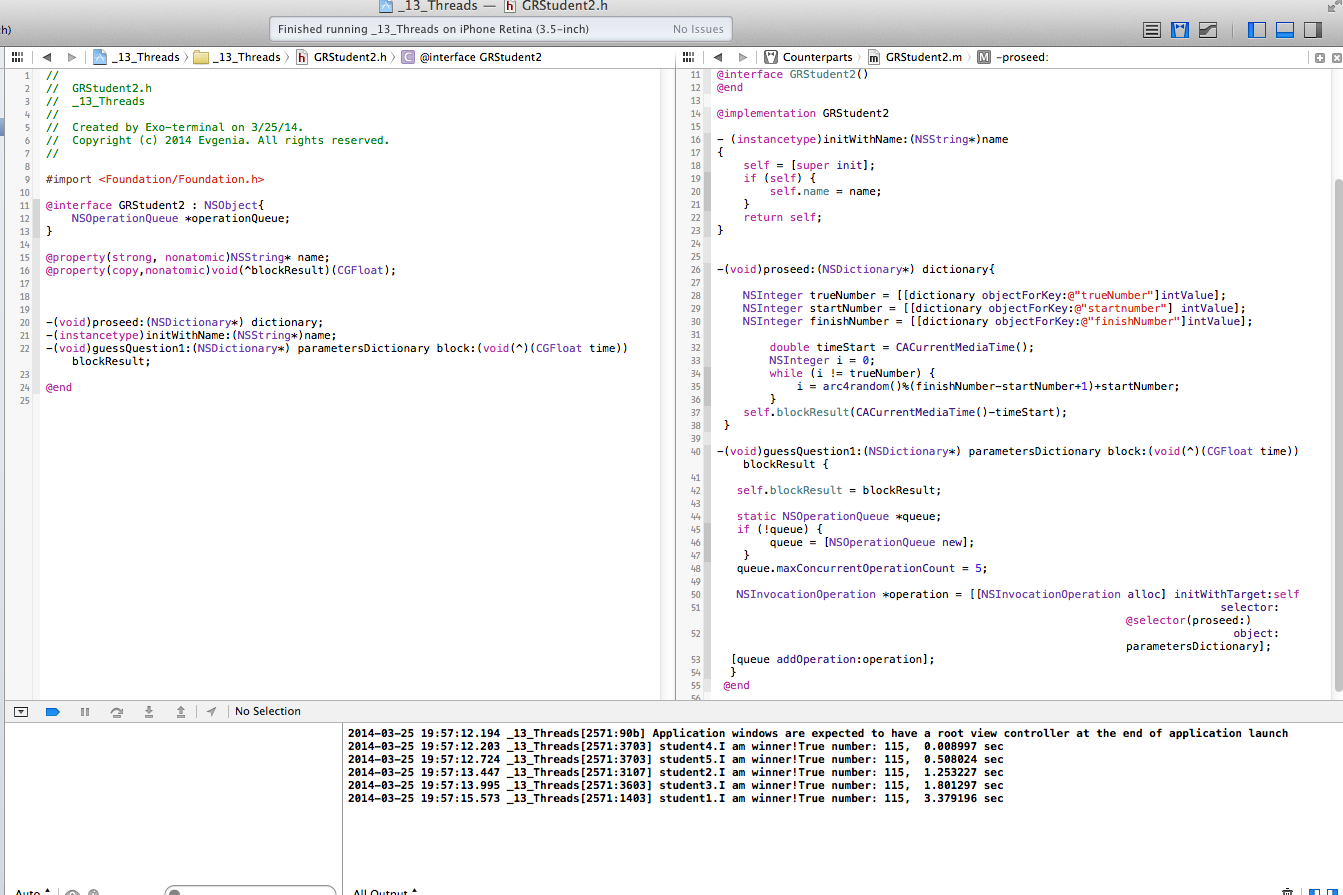 _13_Threads — h GRStudent2.h
h)
Finished running _13_Threads on iPhone Retina (3.5-inch) No Issues
_13_Threads 〉 _13_Threads 〉 h GRStudent2.h 〉 C @interface GRStudent2
1 //
2 //  GRStudent2.h
3 //  _13_Threads
4 //
5 //  Created by Exo-terminal on 3/25/14.
6 //  Copyright (c) 2014 Evgenia. All rights reserved.
7 //
8
9 #import <Foundation/Foundation.h>
10
11 @interface GRStudent2 : NSObject{
12     NSOperationQueue *operationQueue;
13 }
14
15 @property(strong, nonatomic)NSString* name;
16 @property(copy,nonatomic)void(^blockResult)(CGFloat);
17
18
19
20 -(void)proseed:(NSDictionary*) dictionary;
21 -(instancetype)initWithName:(NSString*)name;
22 -(void)guessQuestion1:(NSDictionary*) parametersDictionary block:(void(^)(CGFloat time))
blockResult;
23
24 @end
25
Counterparts 〉 m GRStudent2.m 〉 M -proseed:
11 @interface GRStudent2()
12 @end
13
14 @implementation GRStudent2
15
16 - (instancetype)initWithName:(NSString*)name
17 {
18     self = [super init];
19     if (self) {
20         self.name = name;
21     }
22     return self;
23 }
24
25
26 -(void)proseed:(NSDictionary*) dictionary{
27
28     NSInteger trueNumber = [[dictionary objectForKey:@"trueNumber"]intValue];
29     NSInteger startNumber = [[dictionary objectForKey:@"startnumber"] intValue];
30     NSInteger finishNumber = [[dictionary objectForKey:@"finishNumber"]intValue];
31
32         double timeStart = CACurrentMediaTime();
33         NSInteger i = 0;
34         while (i != trueNumber) {
35             i = arc4random()%(finishNumber-startNumber+1)+startNumber;
36         }
37     self.blockResult(CACurrentMediaTime()-timeStart);
38  }
39
40 -(void)guessQuestion1:(NSDictionary*) parametersDictionary block:(void(^)(CGFloat time))
blockResult {
41
42    self.blockResult = blockResult;
43
44    static NSOperationQueue *queue;
45    if (!queue) {
46         queue = [NSOperationQueue new];
47     }
48    queue.maxConcurrentOperationCount = 5;
49
50    NSInvocationOperation *operation = [[NSInvocationOperation alloc] initWithTarget:self
51 selector:
@selector(proseed:)
52 object:
parametersDictionary];
53   [queue addOperation:operation];
54   }
55  @end
56
No Selection
2014-03-25 19:57:12.194 _13_Threads[2571:90b] Application windows are expected to have a root view controller at the end of application launch
2014-03-25 19:57:12.203 _13_Threads[2571:3703] student4.I am winner!True number: 115,  0.008997 sec
2014-03-25 19:57:12.724 _13_Threads[2571:3703] student5.I am winner!True number: 115,  0.508024 sec
2014-03-25 19:57:13.447 _13_Threads[2571:3107] student2.I am winner!True number: 115,  1.253227 sec
2014-03-25 19:57:13.995 _13_Threads[2571:3603] student3.I am winner!True number: 115,  1.801297 sec
2014-03-25 19:57:15.573 _13_Threads[2571:1403] student1.I am winner!True number: 115,  3.379196 sec
Auto
All Output